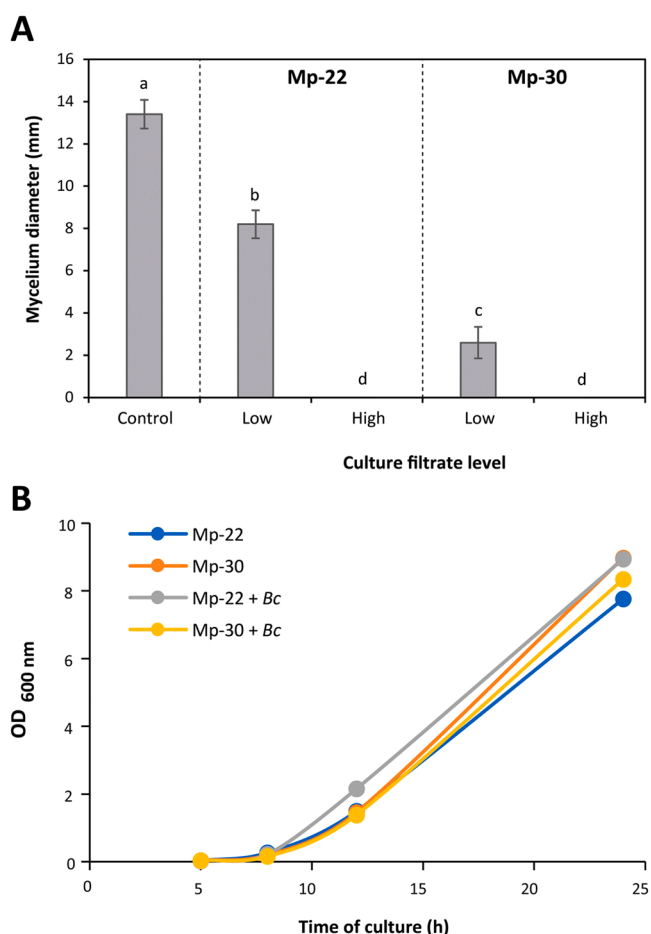 A
Mp-22 Mp-30
16
14
12
10
8
6
4
2
0
Mycelium diameter (mm)
a
b
d
c
d
Control Low High Low High
Culture filtrate level
B
10
8
6
4
2
0
OD 600 nm
Mp-22
Mp-30
Mp-22 + Bc
Mp-30 + Bc
0 5 10 15 20 25
Time of culture (h)